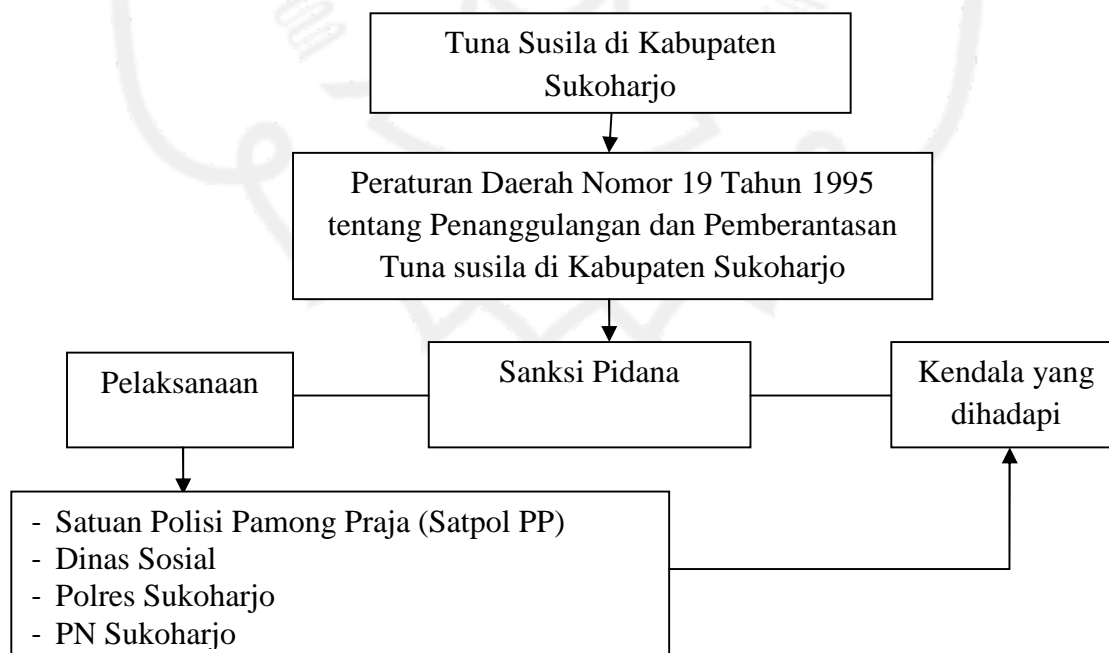 Tuna Susila di Kabupaten
Sukoharjo
Peraturan Daerah Nomor 19 Tahun 1995
tentang Penanggulangan dan Pemberantasan
Tuna susila di Kabupaten Sukoharjo
Pelaksanaan
Sanksi Pidana
Kendala yang
dihadapi
- Satuan Polisi Pamong Praja (Satpol PP)
- Dinas Sosial
- Polres Sukoharjo
- PN Sukoharjo